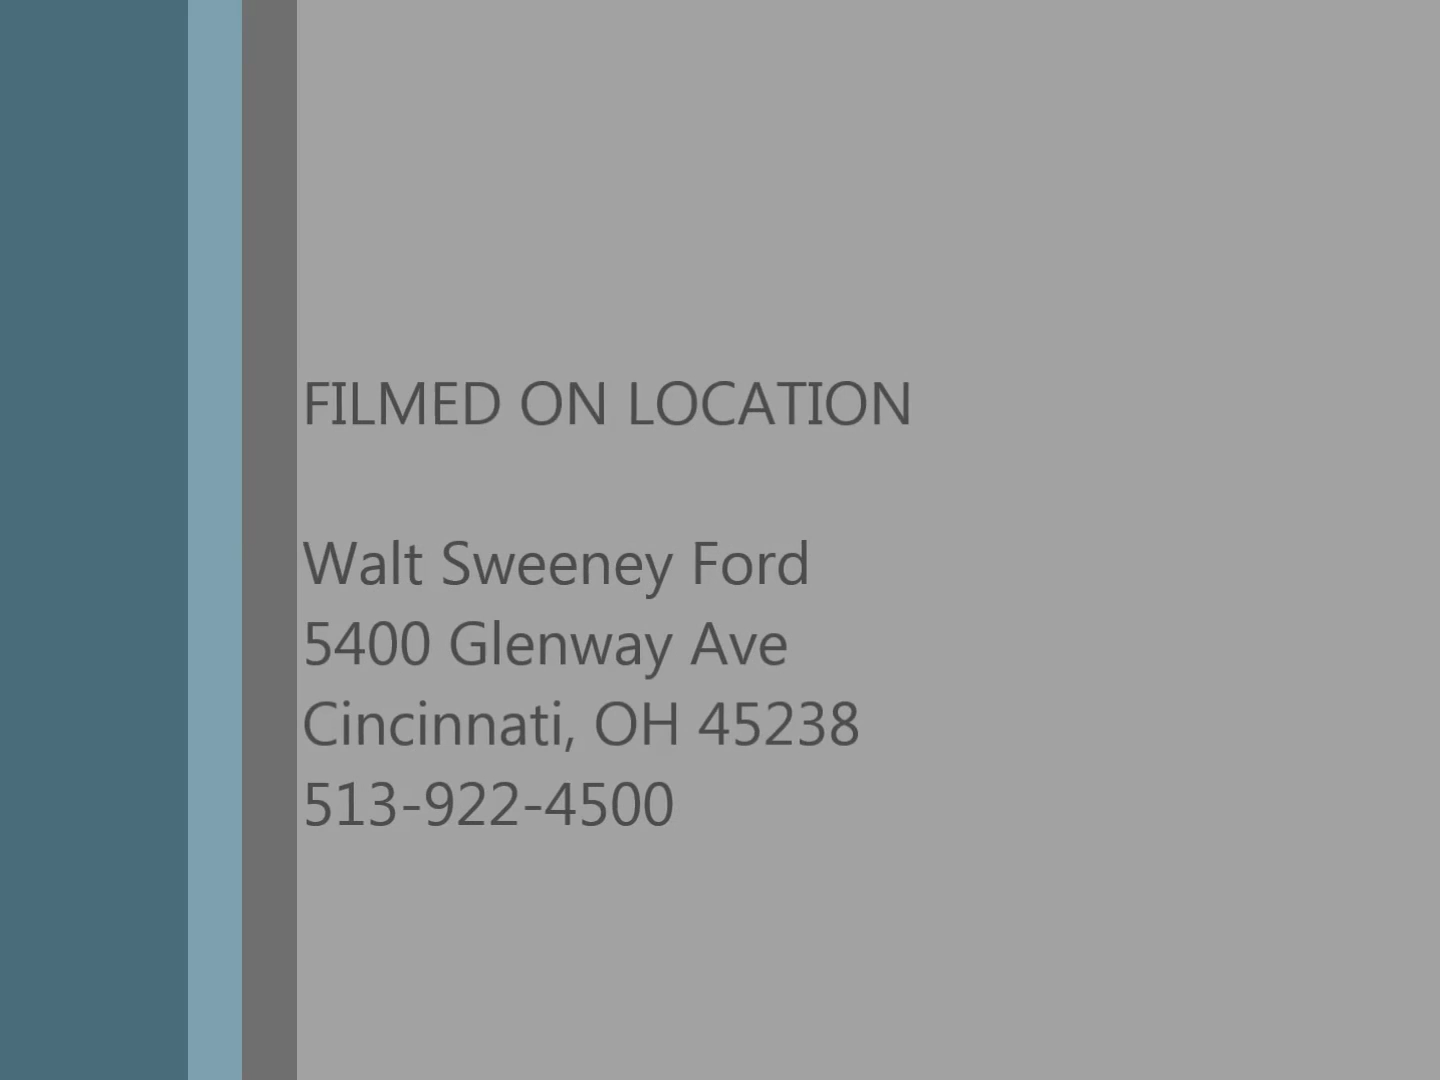 FILMED ON LOCATION
Walt Sweeney Ford
5400 Glenway Ave
Cincinnati, OH 45238
513-922-4500